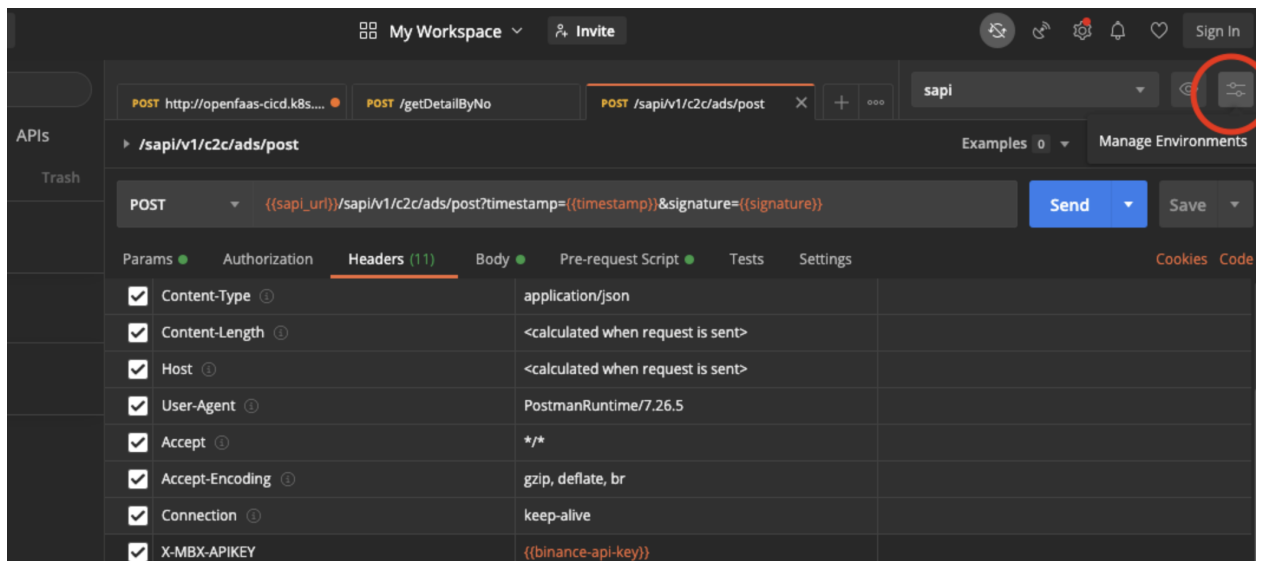 My Workspace Invite Sign In
POST http://openfaas-cicd.k8s.... POST /getDetailByNo POST /sapi/v1/c2c/ads/post sapi
APIs
/sapi/v1/c2c/ads/post Examples 0 Manage Environments
Trash
POST {{sapi_url}}/sapi/v1/c2c/ads/post?timestamp={{timestamp}}&signature={{signature}} Send Save
Params Authorization Headers (11) Body Pre-request Script Tests Settings Cookies Code
Content-Type application/json
Content-Length <calculated when request is sent>
Host <calculated when request is sent>
User-Agent PostmanRuntime/7.26.5
Accept */*
Accept-Encoding gzip, deflate, br
Connection keep-alive
X-MBX-APIKEY {{binance-api-key}}